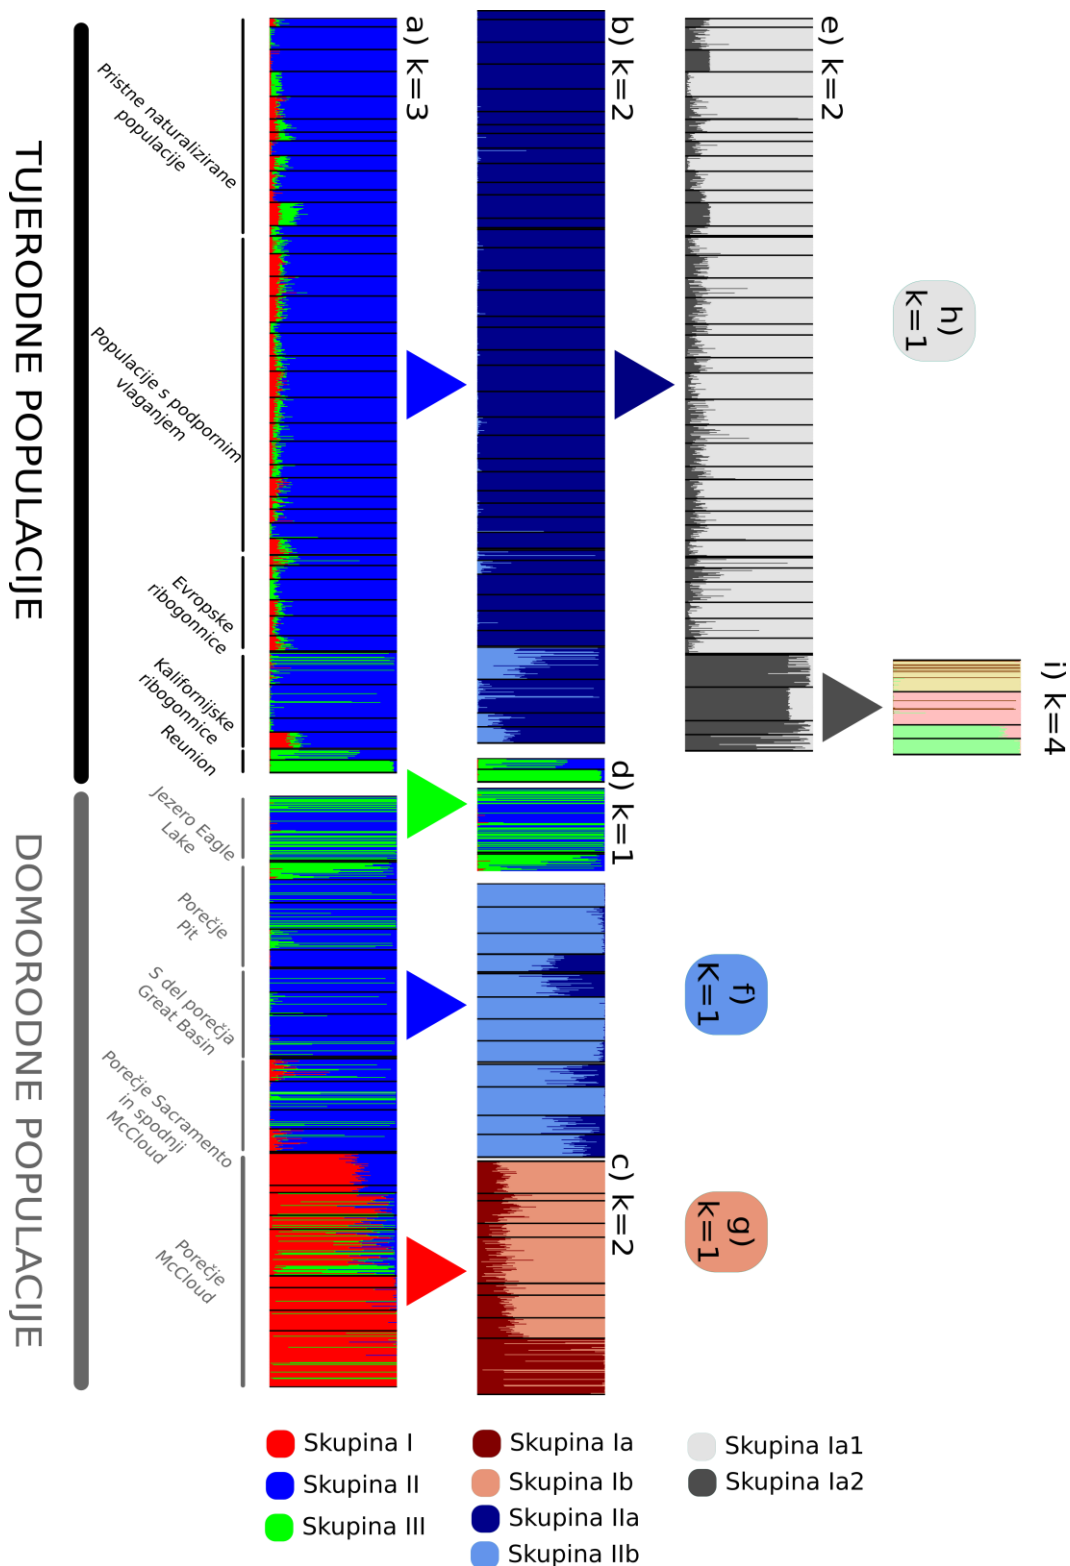 TUJERODNE POPULACIJE
DOMORODNE POPULACIJE
Pristne naturalizirane
populacije
Populacije s podpornim
vlaganjem
Evropske
ribogonnice
Kalifornijske
ribogonnice
Reunion
Jezero Eagle
Lake
Porečje
Pit
S del porečja
Great Basin
Porečje Sacramento
in spodnji
McCloud
Porečje
McCloud
a) k=3
b) k=2
e) k=2
h)
k=1
i) k=4
d) k=1
f)
K=1
c) k=2
g)
k=1
Skupina I
Skupina II
Skupina III
Skupina Ia
Skupina Ib
Skupina IIa
Skupina IIb
Skupina Ia1
Skupina Ia2